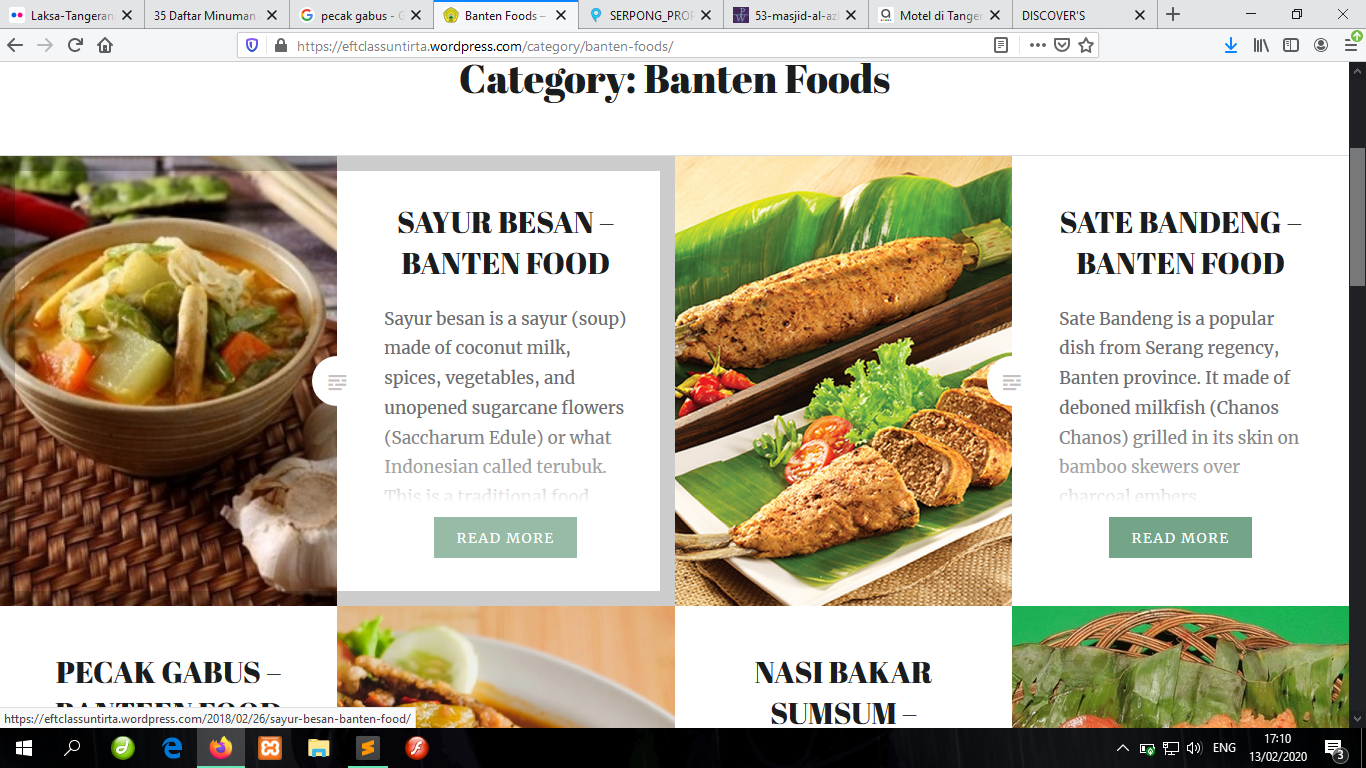 Laksa-Tangeran
35 Daftar Minuman
pecak gabus - G
Banten Foods –
SERPONG_PROF
53-masjid-al-az
Motel di Tanger
DISCOVER'S
https://eftclassuntirta.wordpress.com/category/banten-foods/
Category: Banten Foods
SAYUR BESAN –
BANTEN FOOD
Sayur besan is a sayur (soup)
made of coconut milk,
spices, vegetables, and
unopened sugarcane flowers
(Saccharum Edule) or what
Indonesian called terubuk.
This is a traditional food
READ MORE
SATE BANDENG –
BANTEN FOOD
Sate Bandeng is a popular
dish from Serang regency,
Banten province. It made of
deboned milkfish (Chanos
Chanos) grilled in its skin on
bamboo skewers over
charcoal embers.
READ MORE
PECAK GABUS –
BANTEEN FOOD
NASI BAKAR
SUMSUM –
https://eftclassuntirta.wordpress.com/2018/02/26/sayur-besan-banten-food/
ENG
17:10
13/02/2020
3